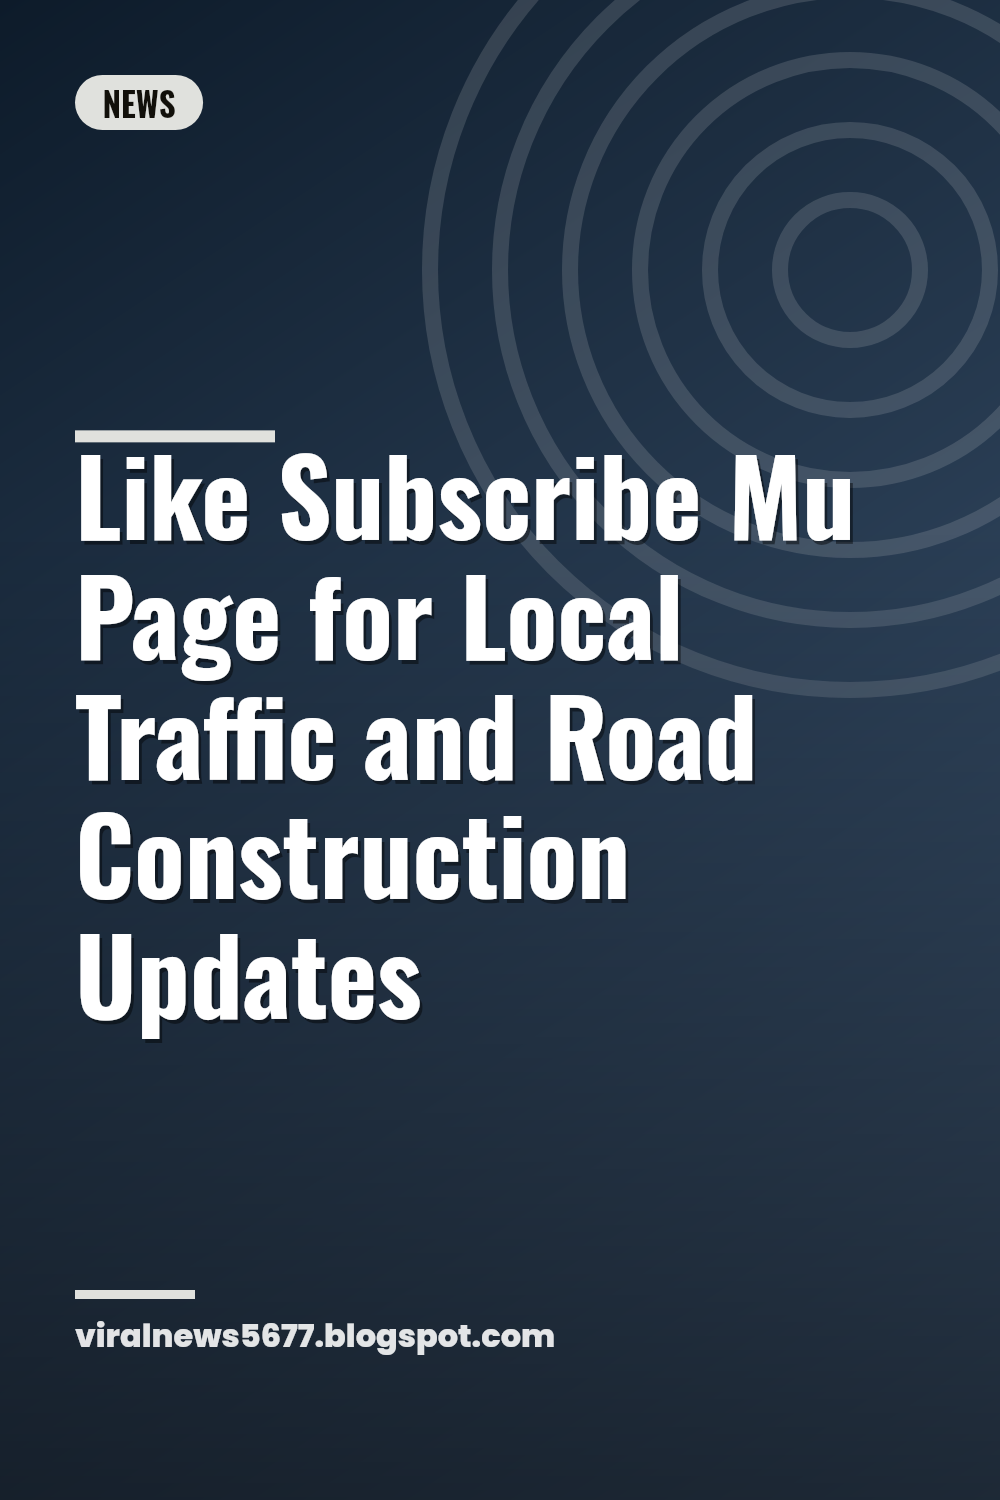 NEWS
Like Subscribe Mu
Page for Local
Traffic and Road
Construction
Updates
viralnews5677.blogspot.com